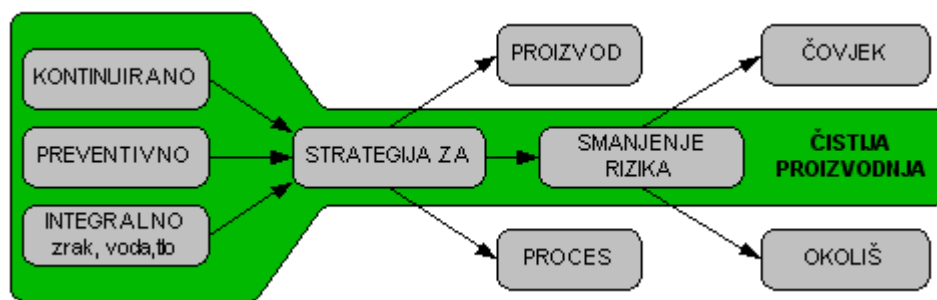 KONTINUIRANO
PREVENTIVNO
INTEGRALNO
zrak, voda,tlo
STRATEGIJA ZA
PROIZVOD
PROCES
SMANJENJE
RIZIKA
ČOVJEK
OKOLIŠ
ČISTIJA
PROIZVODNJA